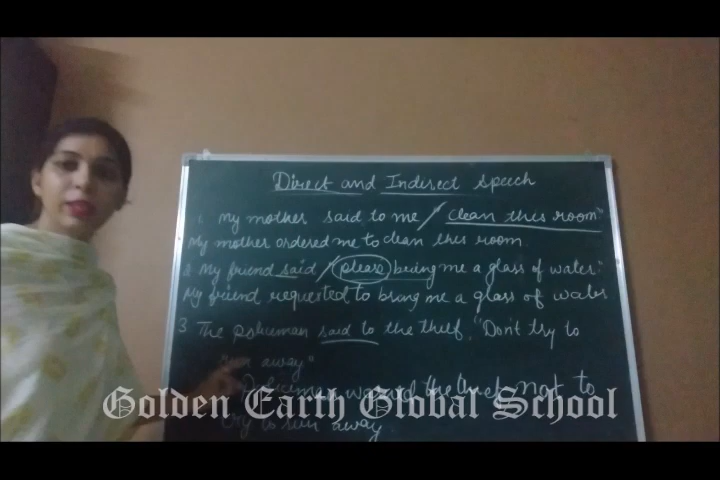 Direct and Indirect Speech
1. My mother said to me, "clean this room"
My mother ordered me to clean this room.
2. My friend said, "please bring me a glass of water."
My friend requested to bring me a glass of water
3. The policeman said to the thief, "Don't try to
run away"
Policeman warned the thief not to
Golden Earth Global School
try to run away.